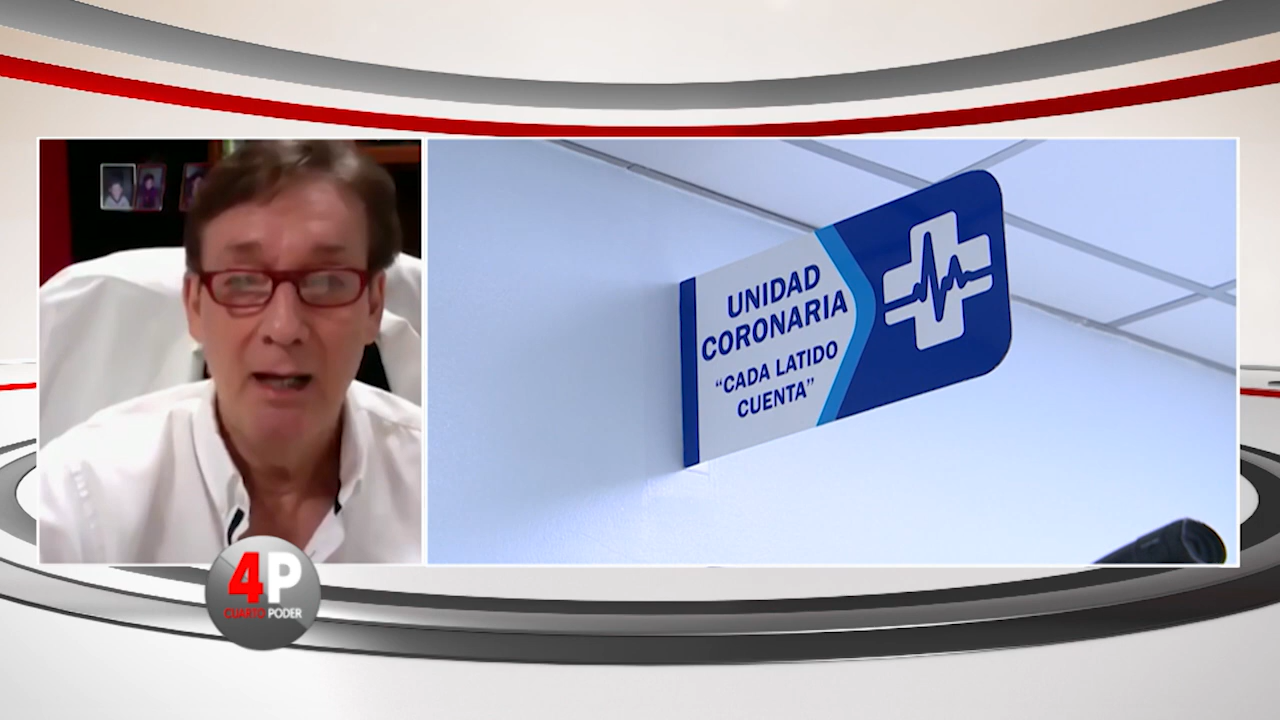 UNIDAD
CORONARIA
“CADA LATIDO
CUENTA”
4P
CUARTO PODER